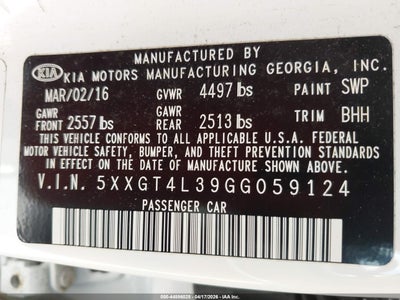 MANUFACTURED BY
KIA KIA MOTORS MANUFACTURING GEORGIA, INC.
MAR/02/16 GVWR 4497 lbs PAINT SWP
GAWR FRONT 2557 lbs GAWR REAR 2513 lbs TRIM BHH
THIS VEHICLE CONFORMS TO ALL APPLICABLE U.S.A. FEDERAL
MOTOR VEHICLE SAFETY, BUMPER, AND THEFT PREVENTION STANDARDS
IN EFFECT ON THE DATE OF MANUFACTURE SHOWN ABOVE.
V.I.N. 5XXGT4L39GG059124
PASSENGER CAR